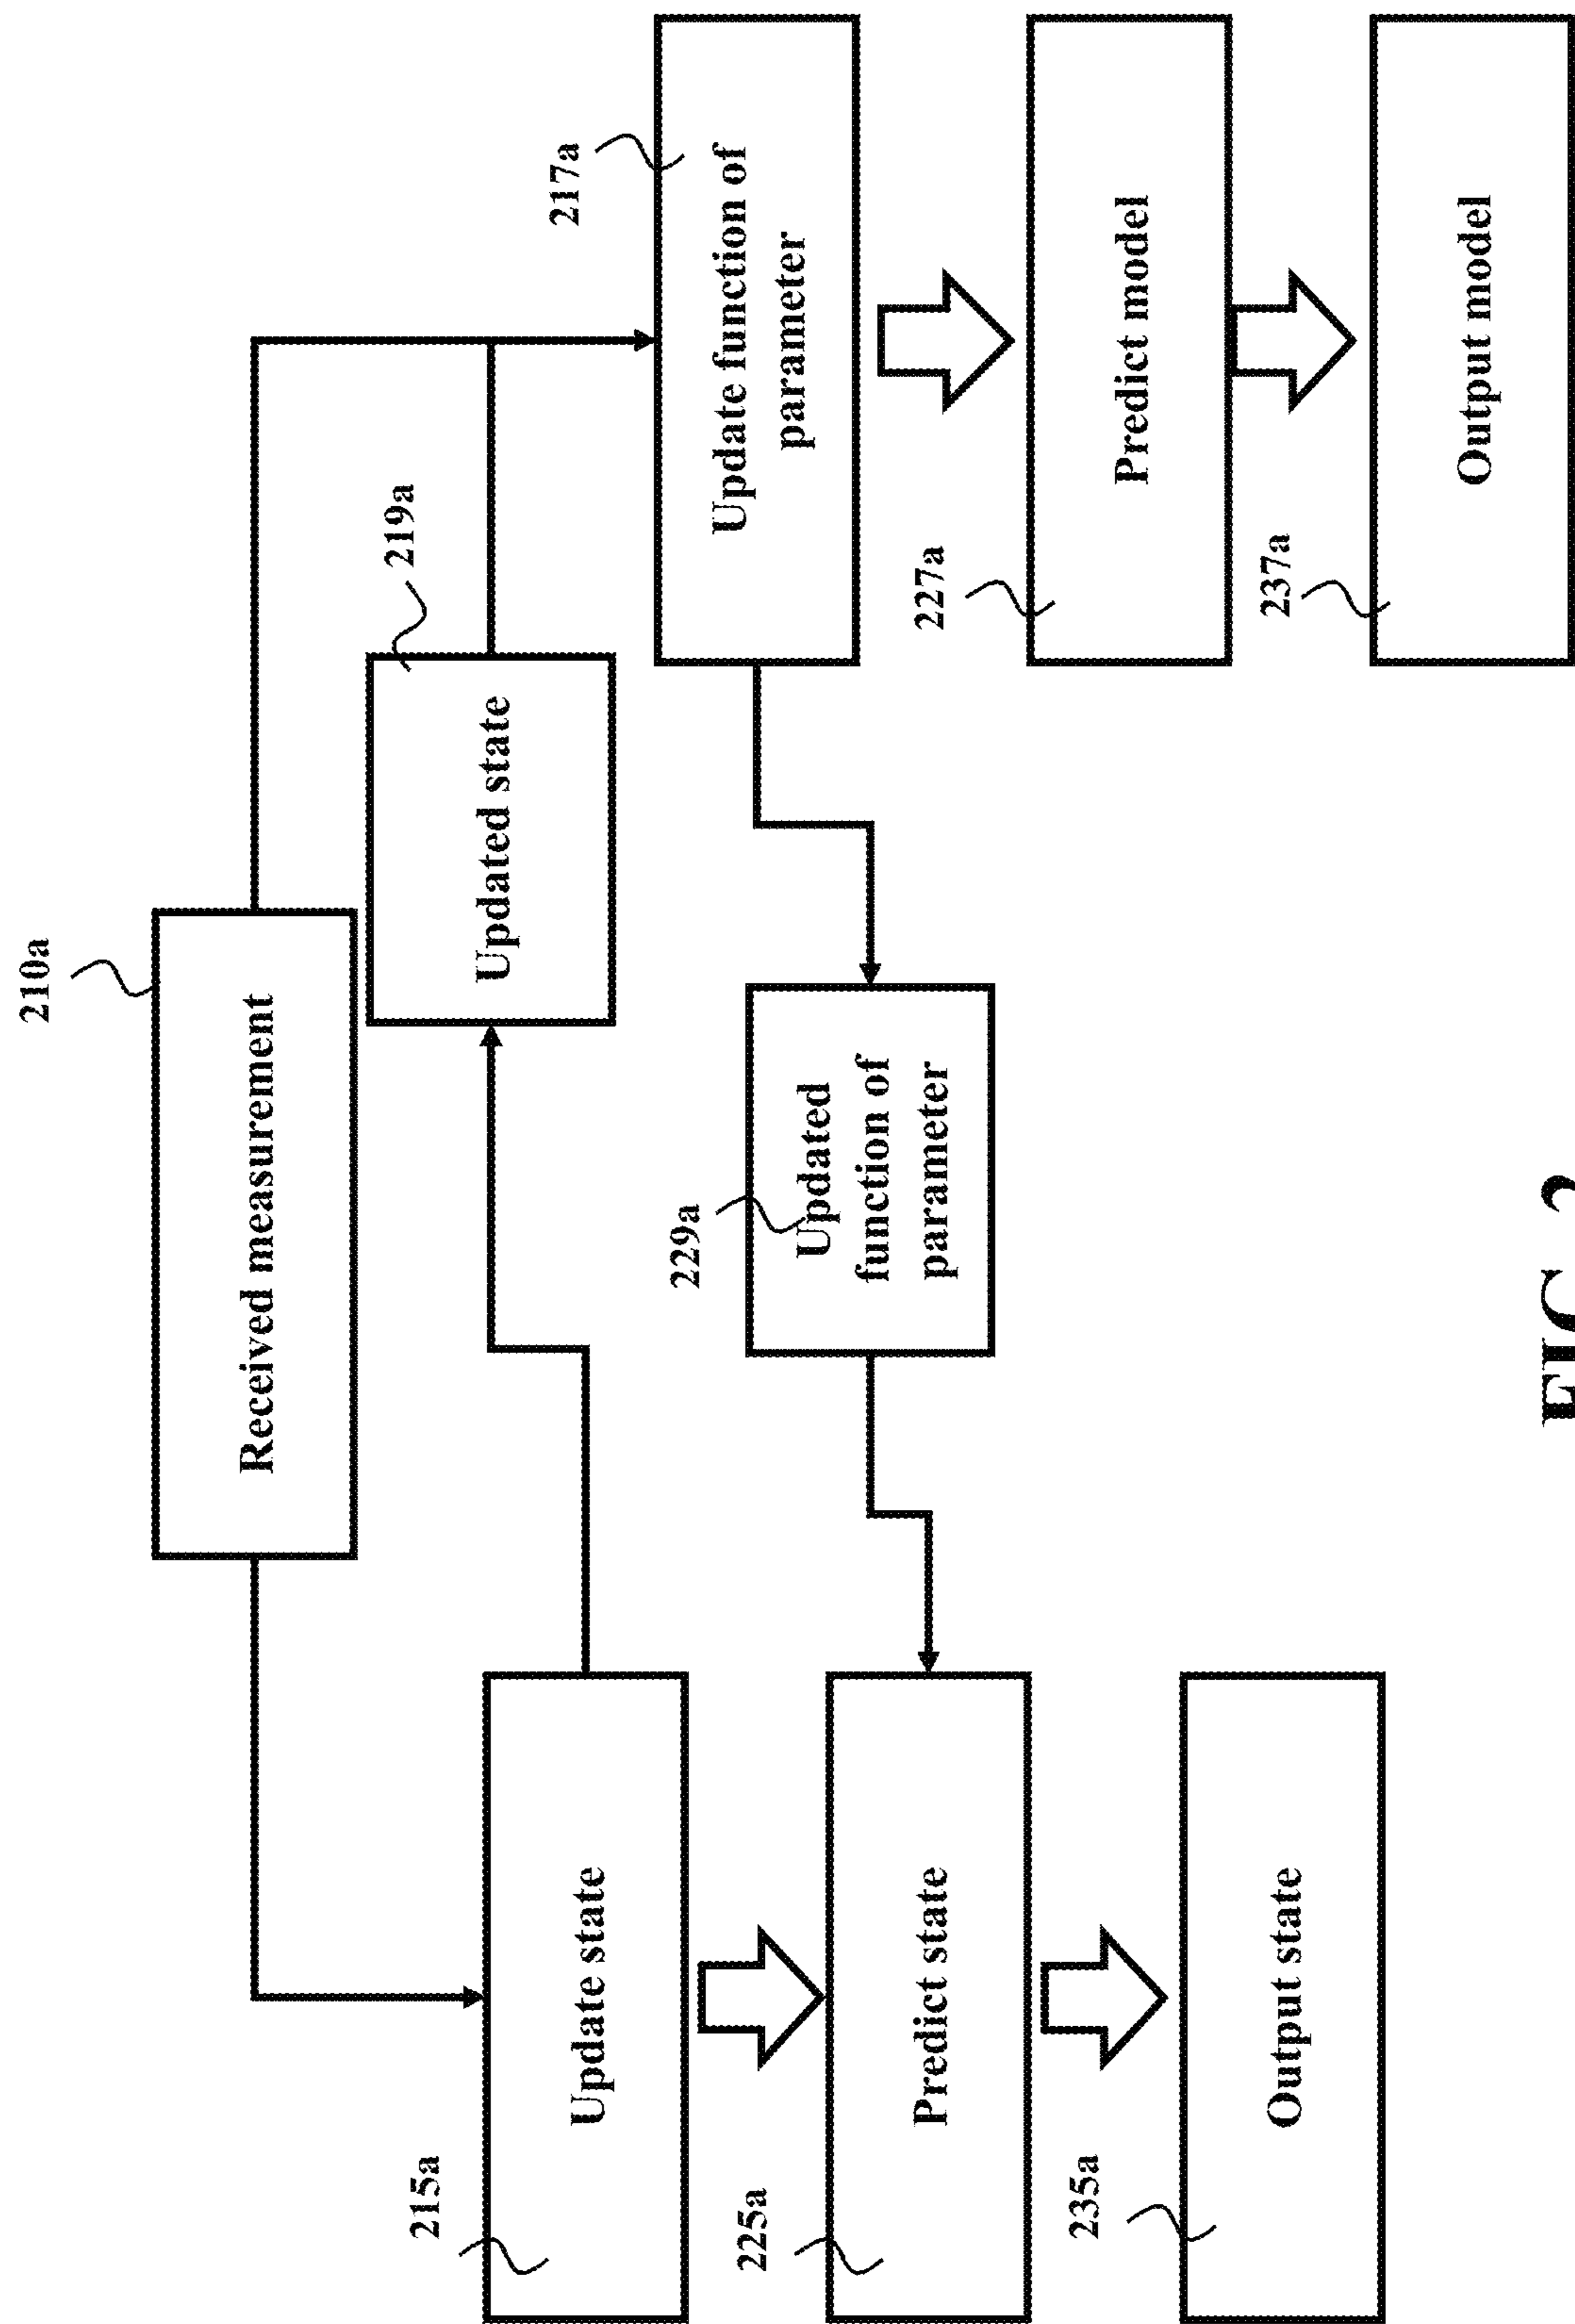 210a
Received measurement
219a
215a
Updated state
Update state
217a
Update function of
parameter
229a
Updated
function of
parameter
225a
Predict state
227a
Predict model
235a
Output state
237a
Output model